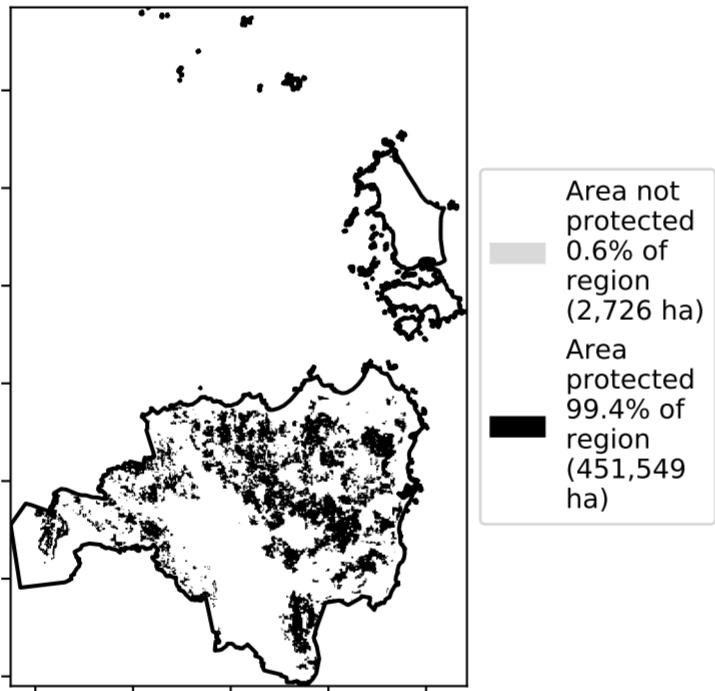 Area not
protected
0.6% of
region
(2,726 ha)
Area
protected
99.4% of
region
(451,549
ha)